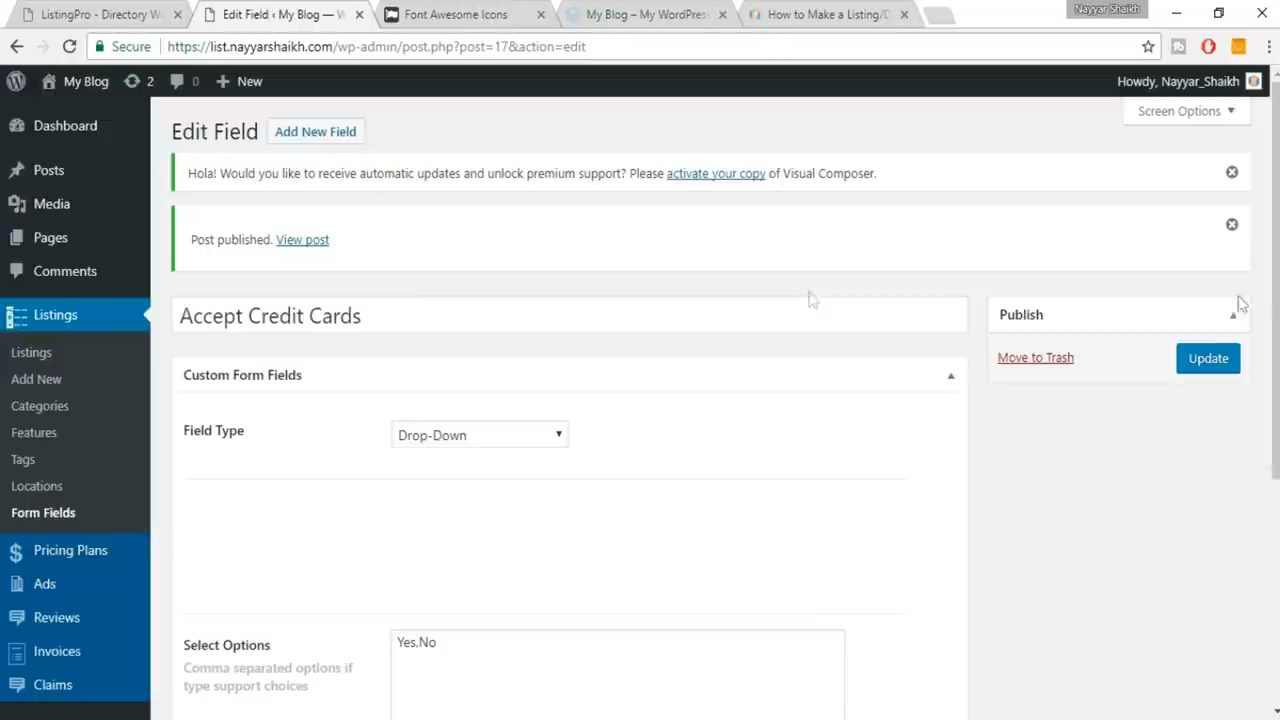 ListingPro - Directory W
Edit Field ‹ My Blog — W
Font Awesome Icons
My Blog – My WordPress
How to Make a Listing/D
Nayyar Shaikh
Secure
https://list.nayyarshaikh.com/wp-admin/post.php?post=17&action=edit
My Blog
2
0
New
Howdy, Nayyar_Shaikh
Screen Options
Dashboard
Posts
Media
Pages
Comments
Listings
Listings
Add New
Categories
Features
Tags
Locations
Form Fields
Pricing Plans
Ads
Reviews
Invoices
Claims
Edit Field
Add New Field
Hola! Would you like to receive automatic updates and unlock premium support? Please activate your copy of Visual Composer.
Post published. View post
Accept Credit Cards
Custom Form Fields
Field Type
Drop-Down
Select Options
Comma separated options if
type support choices
Yes,No
Publish
Move to Trash
Update